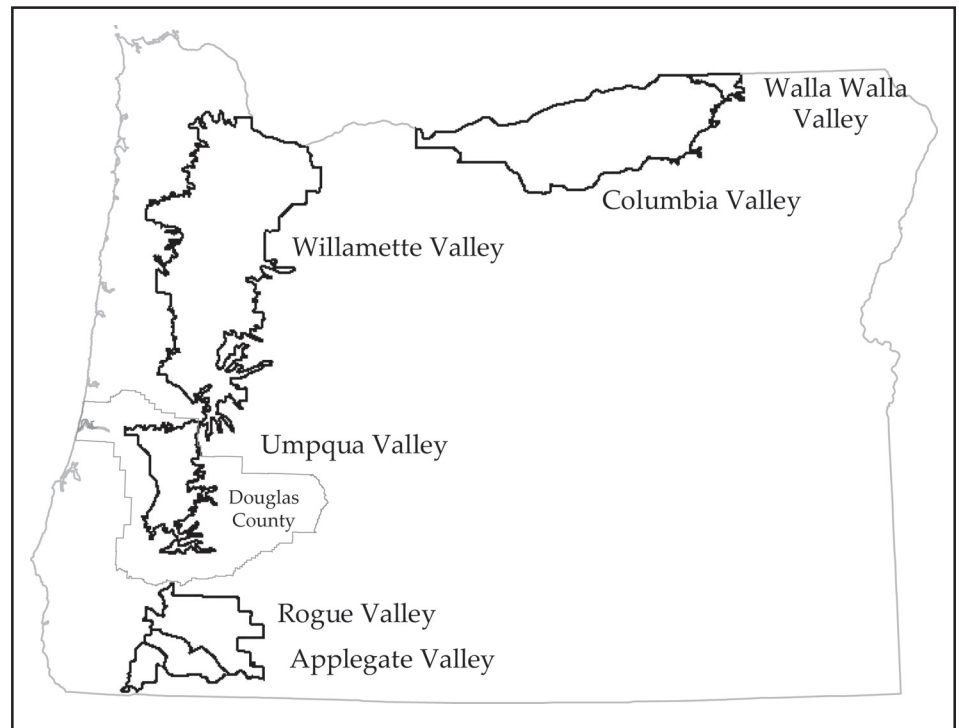 Walla Walla
Valley
Columbia Valley
Willamette Valley
Umpqua Valley
Douglas
County
Rogue Valley
Applegate Valley